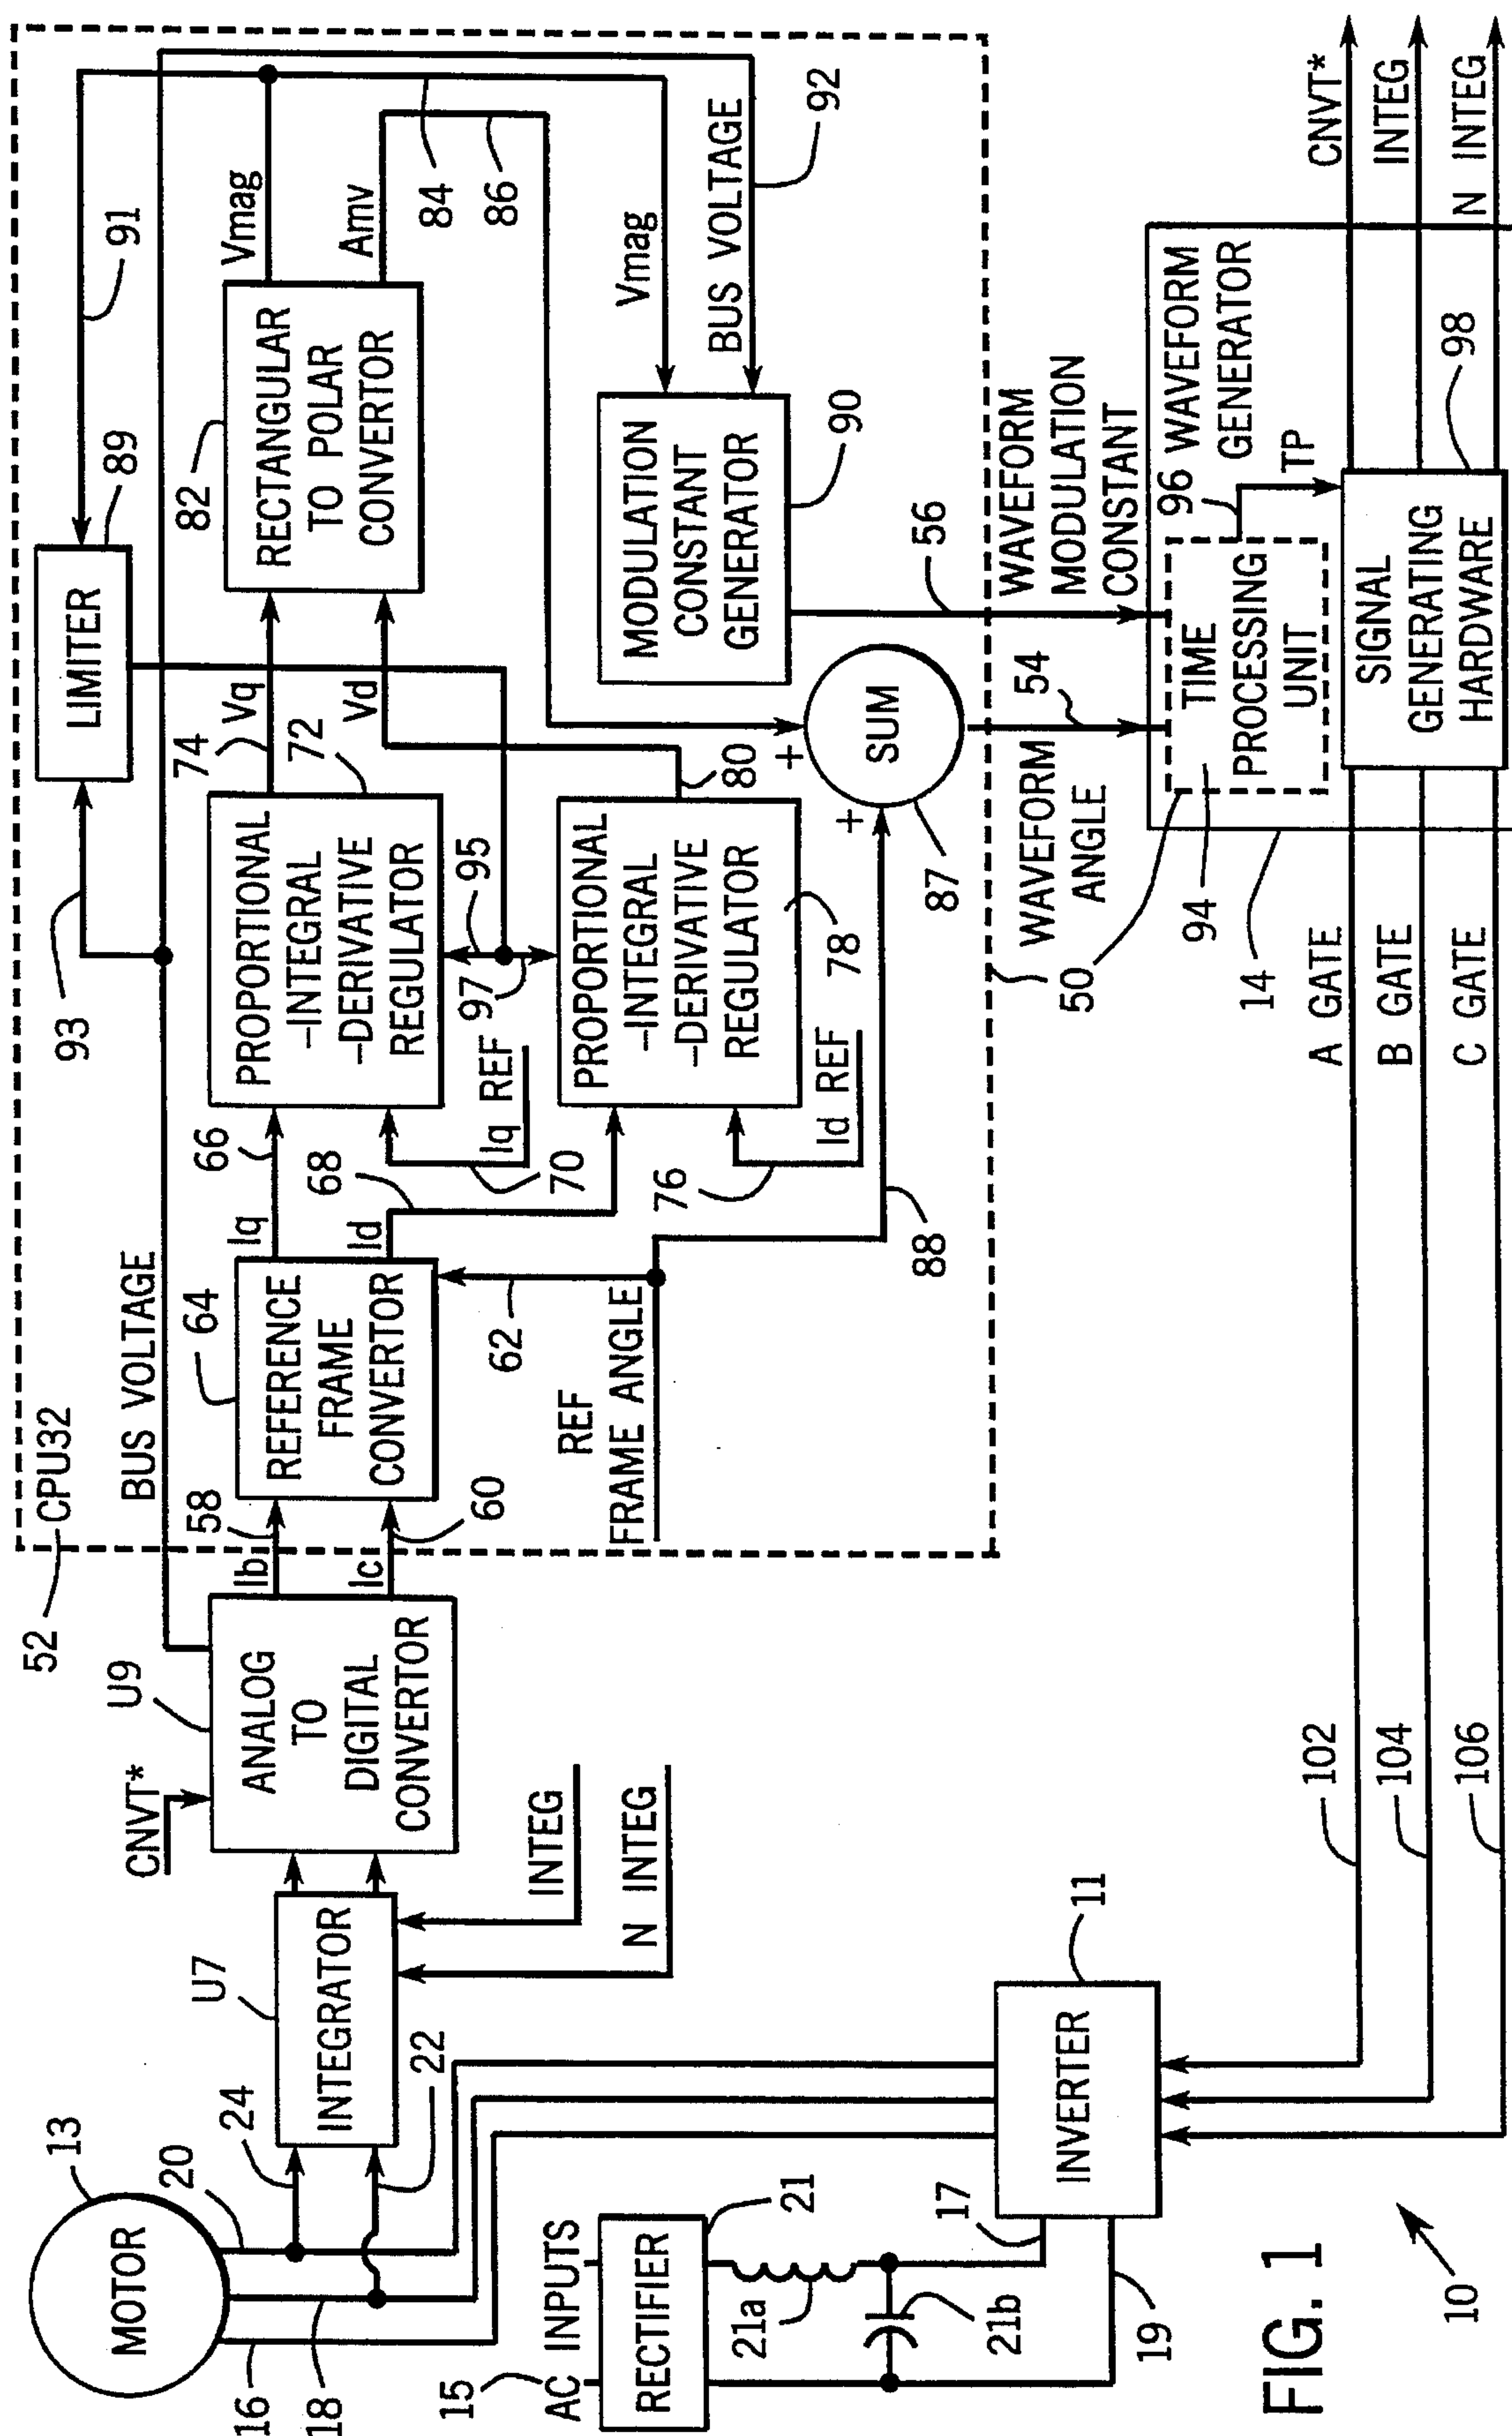 52
CPU32
BUS VOLTAGE
93
LIMITER
89
91
MOTOR
13
16
18
20
24
22
U7
INTEGRATOR
CNVT*
U9
ANALOG
TO
DIGITAL
CONVERTOR
INTEG
N INTEG
Ib
Ic
58
60
64
REFERENCE
FRAME
CONVERTOR
62
REF
FRAME ANGLE
Iq
Id
66
68
70
Iq REF
PROPORTIONAL
-INTEGRAL
-DERIVATIVE
REGULATOR
72
74
Vq
Vd
95
97
76
Id REF
PROPORTIONAL
-INTEGRAL
-DERIVATIVE
REGULATOR
78
80
88
82
RECTANGULAR
TO POLAR
CONVERTOR
Vmag
Amv
84
86
Vmag
BUS VOLTAGE
92
MODULATION
CONSTANT
GENERATOR
90
+
+
SUM
87
54
56
WAVEFORM
ANGLE
WAVEFORM
MODULATION
CONSTANT
50
94
14
TIME
PROCESSING
UNIT
96
WAVEFORM
GENERATOR
TP
SIGNAL
GENERATING
HARDWARE
98
CNVT*
INTEG
N INTEG
A GATE
B GATE
C GATE
102
104
106
15
AC INPUTS
RECTIFIER
21
21a
21b
17
19
INVERTER
11
FIG. 1
10